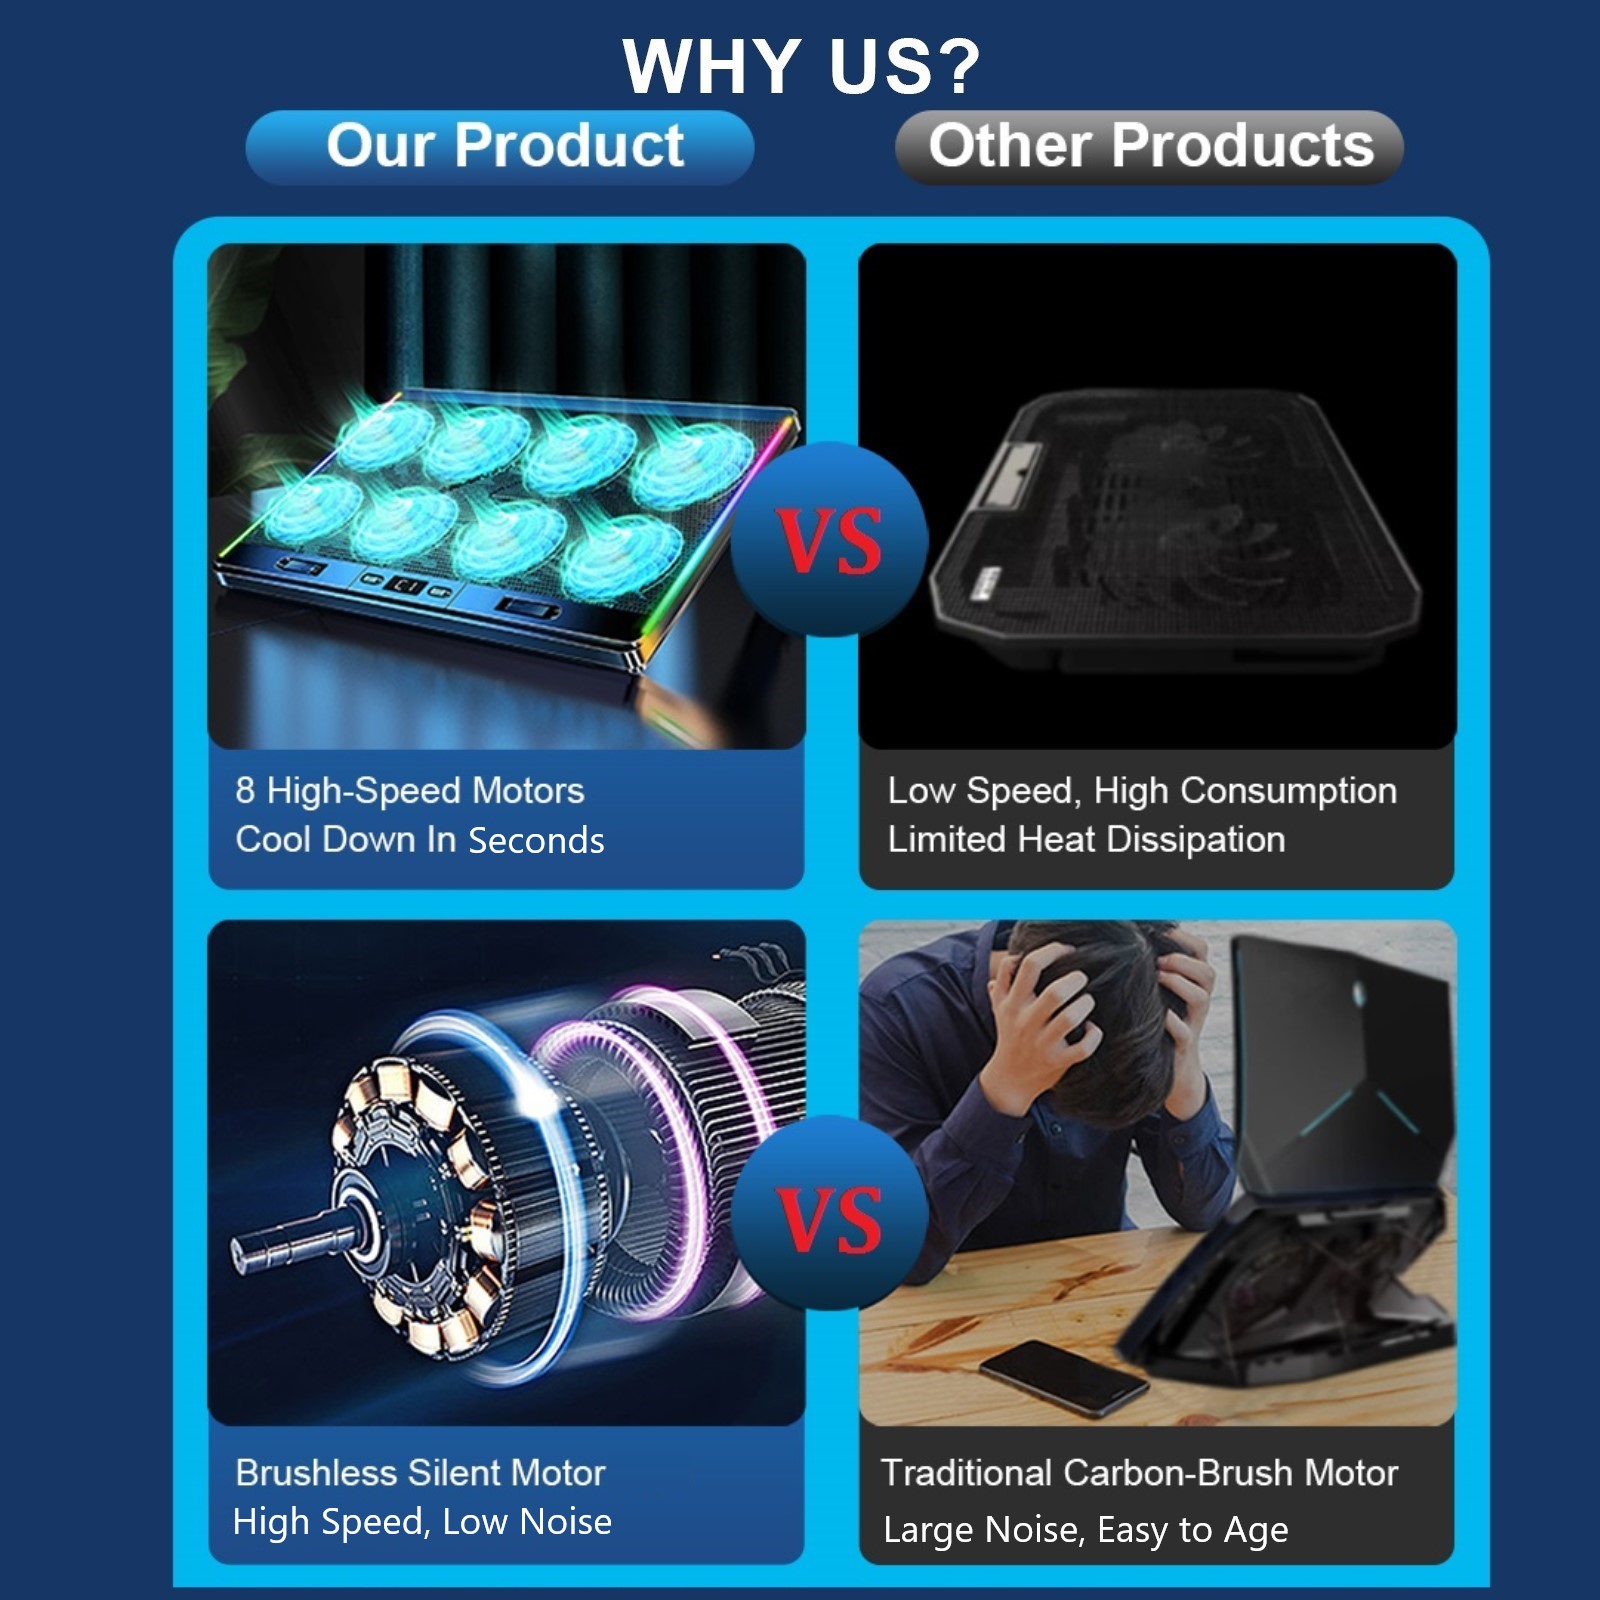 WHY US?
Our Product
Other Products
VS
8 High-Speed Motors
Cool Down In Seconds
Low Speed, High Consumption
Limited Heat Dissipation
VS
Brushless Silent Motor
High Speed, Low Noise
Traditional Carbon-Brush Motor
Large Noise, Easy to Age